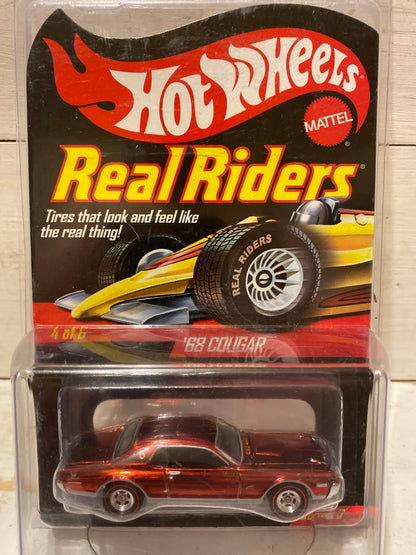 Hot Wheels®
MATTEL
®
Real Riders®
Tires that look and feel like
the real thing!
REAL RIDERS
4 of 6
'68 COUGAR